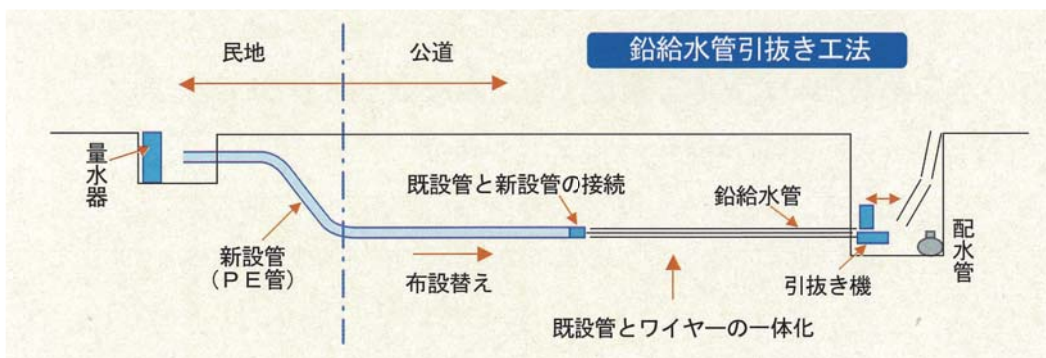 民地
公道
鉛給水管引抜き工法
量水器
既設管と新設管の接続
鉛給水管
配水管
新設管
（ＰＥ管）
布設替え
引抜き機
既設管とワイヤーの一体化